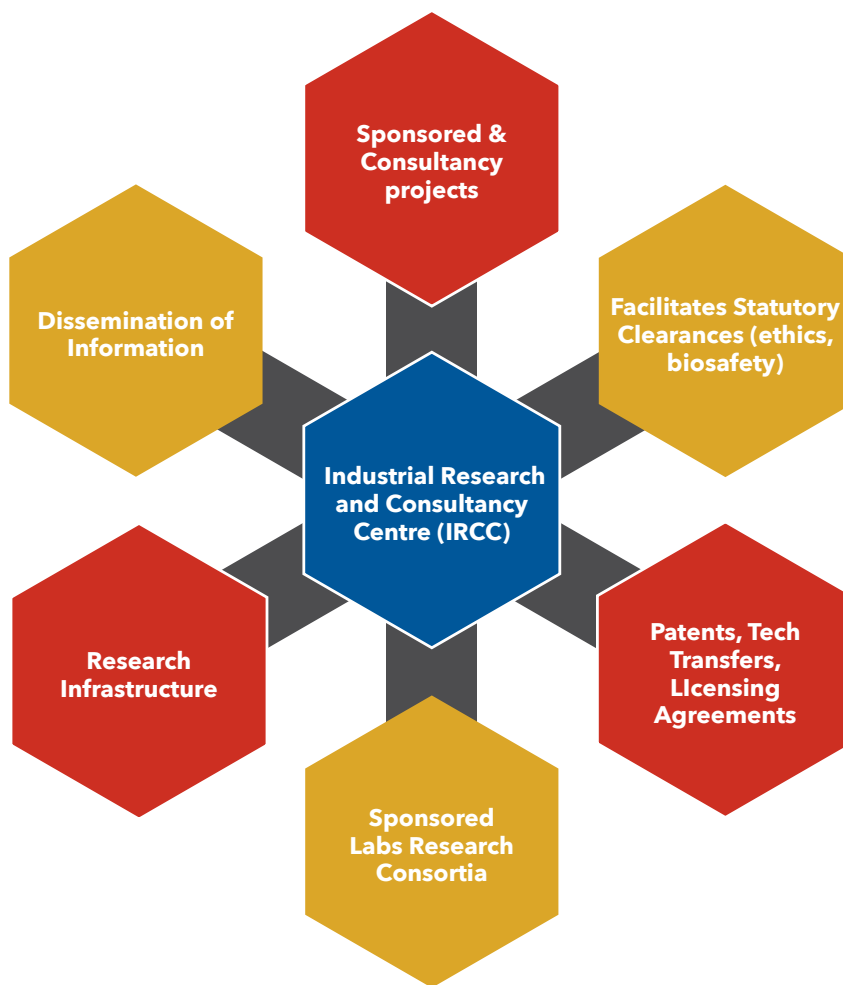 Sponsored &
Consultancy
projects
Dissemination of
Information
Facilitates Statutory
Clearances (ethics,
biosafety)
Industrial Research
and Consultancy
Centre (IRCC)
Research
Infrastructure
Patents, Tech
Transfers,
LIcensing
Agreements
Sponsored
Labs Research
Consortia